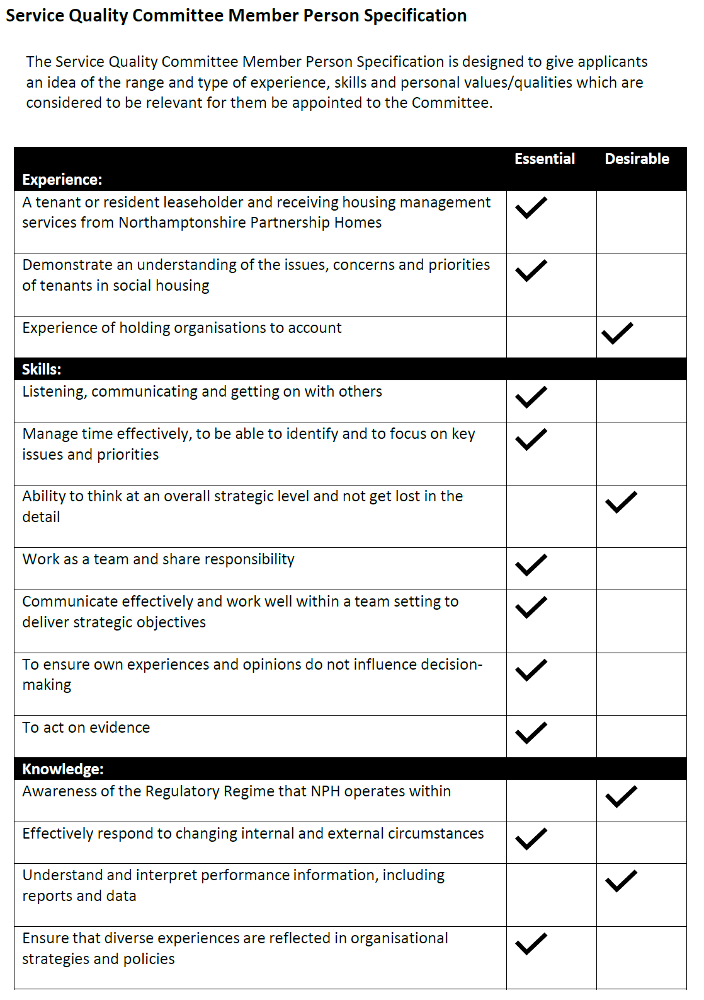 Service Quality Committee Member Person Specification
The Service Quality Committee Member Person Specification is designed to give applicants
an idea of the range and type of experience, skills and personal values/qualities which are
considered to be relevant for them be appointed to the Committee.
Essential Desirable
Experience:
A tenant or resident leaseholder and receiving housing management
services from Northamptonshire Partnership Homes
Demonstrate an understanding of the issues, concerns and priorities
of tenants in social housing
Experience of holding organisations to account
Skills:
Listening, communicating and getting on with others
Manage time effectively, to be able to identify and to focus on key
issues and priorities
Ability to think at an overall strategic level and not get lost in the
detail
Work as a team and share responsibility
Communicate effectively and work well within a team setting to
deliver strategic objectives
To ensure own experiences and opinions do not influence decision-
making
To act on evidence
Knowledge:
Awareness of the Regulatory Regime that NPH operates within
Effectively respond to changing internal and external circumstances
Understand and interpret performance information, including
reports and data
Ensure that diverse experiences are reflected in organisational
strategies and policies